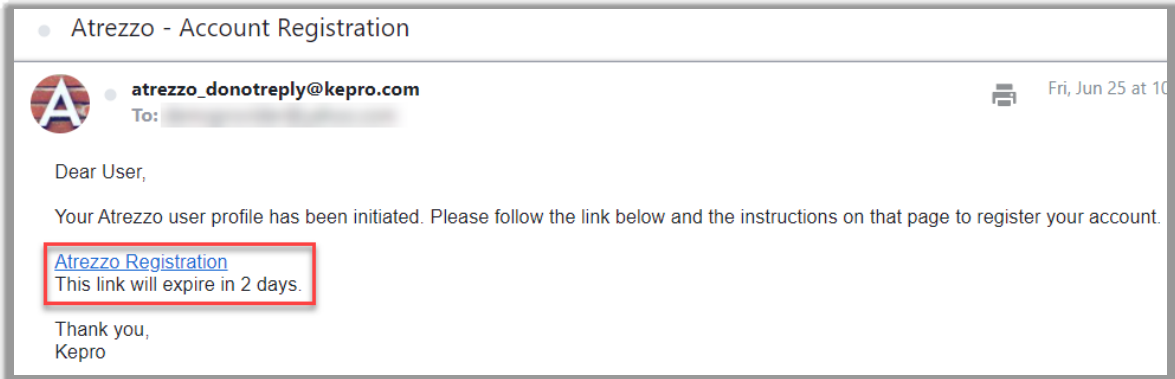 Atrezzo - Account Registration
A
atrezzo_donotreply@kepro.com
Fri, Jun 25 at 10
To:
Dear User,
Your Atrezzo user profile has been initiated. Please follow the link below and the instructions on that page to register your account.
Atrezzo Registration
This link will expire in 2 days.
Thank you,
Kepro